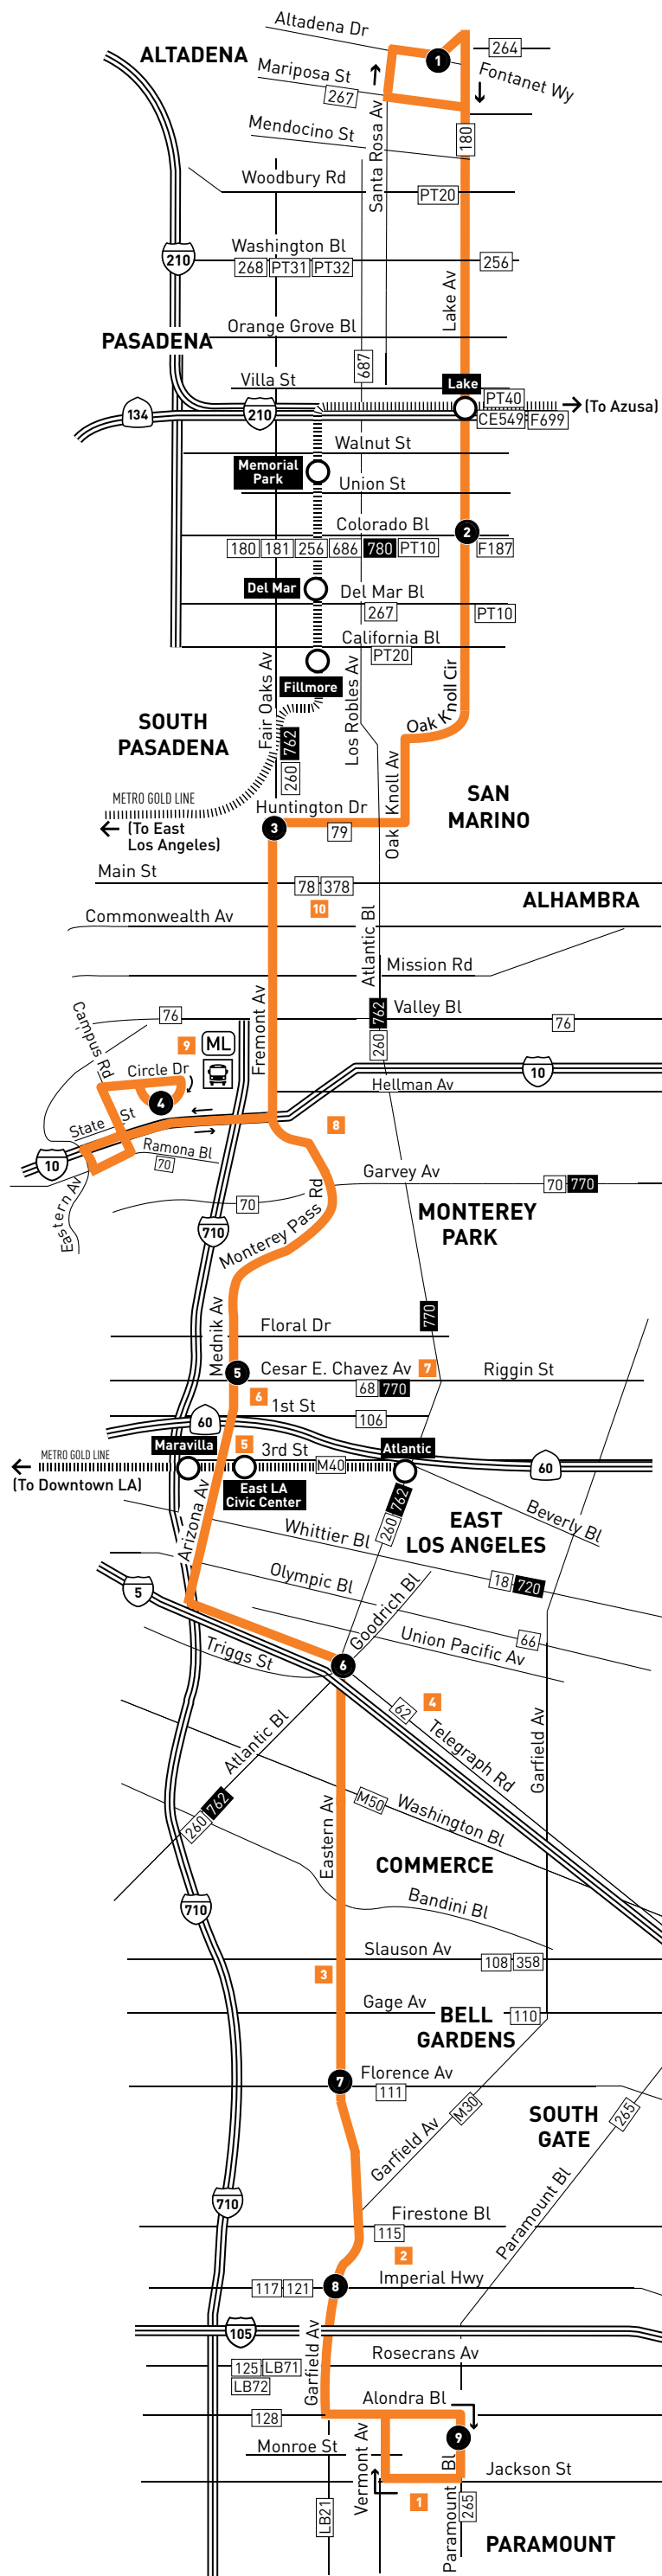 Altadena Dr
ALTADENA
1
264
Mariposa St
267
Fontanet Wy
Santa Rosa Av
Mendocino St
180
Woodbury Rd
PT20
Washington Bl
210
268 PT31 PT32
256
Lake Av
Orange Grove Bl
PASADENA
687
Villa St
Lake
PT40
(To Azusa)
134
210
CE549 F699
Walnut St
Memorial
Park
Union St
Colorado Bl
2
180 181 256 686 780 PT10
F187
Del Mar
Del Mar Bl
267
PT10
California Bl
PT20
Fillmore
Fair Oaks Av
Los Robles Av
Oak Knoll Cir
SOUTH
PASADENA
762
260
Oak Knoll Av
SAN
MARINO
METRO GOLD LINE
(To East
Los Angeles)
Huntington Dr
3
79
Main St
78 378
ALHAMBRA
10
Commonwealth Av
Atlantic Bl
Mission Rd
Fremont Av
762
260
Valley Bl
76
76
Campus Rd
9
ML
Circle Dr
4
10
Hellman Av
State St
8
Ramona Bl
70
10
Eastern Av
Garvey Av
70 770
70
710
Monterey Pass Rd
MONTEREY
PARK
770
Mednik Av
Floral Dr
5
Cesar E. Chavez Av
7
Riggin St
68 770
6
1st St
106
60
Maravilla
5
3rd St
Atlantic
METRO GOLD LINE
M40
60
(To Downtown LA)
East LA
Civic Center
762
260
Arizona Av
Whittier Bl
EAST
LOS ANGELES
Beverly Bl
Olympic Bl
18 720
5
Goodrich Bl
Union Pacific Av
66
Triggs St
6
62
4
Telegraph Rd
Garfield Av
Atlantic Bl
260 762
Eastern Av
M50
Washington Bl
COMMERCE
Bandini Bl
710
Slauson Av
108 358
3
Gage Av
110
BELL
GARDENS
7
Florence Av
111
M30
Garfield Av
SOUTH
GATE
265
Paramount Bl
710
Firestone Bl
115
2
Imperial Hwy
117 121
8
105
Garfield Av
Rosecrans Av
125 LB71
LB72
Alondra Bl
128
9
Monroe St
Vermont Av
Paramount Bl
Jackson St
1
LB21
265
PARAMOUNT